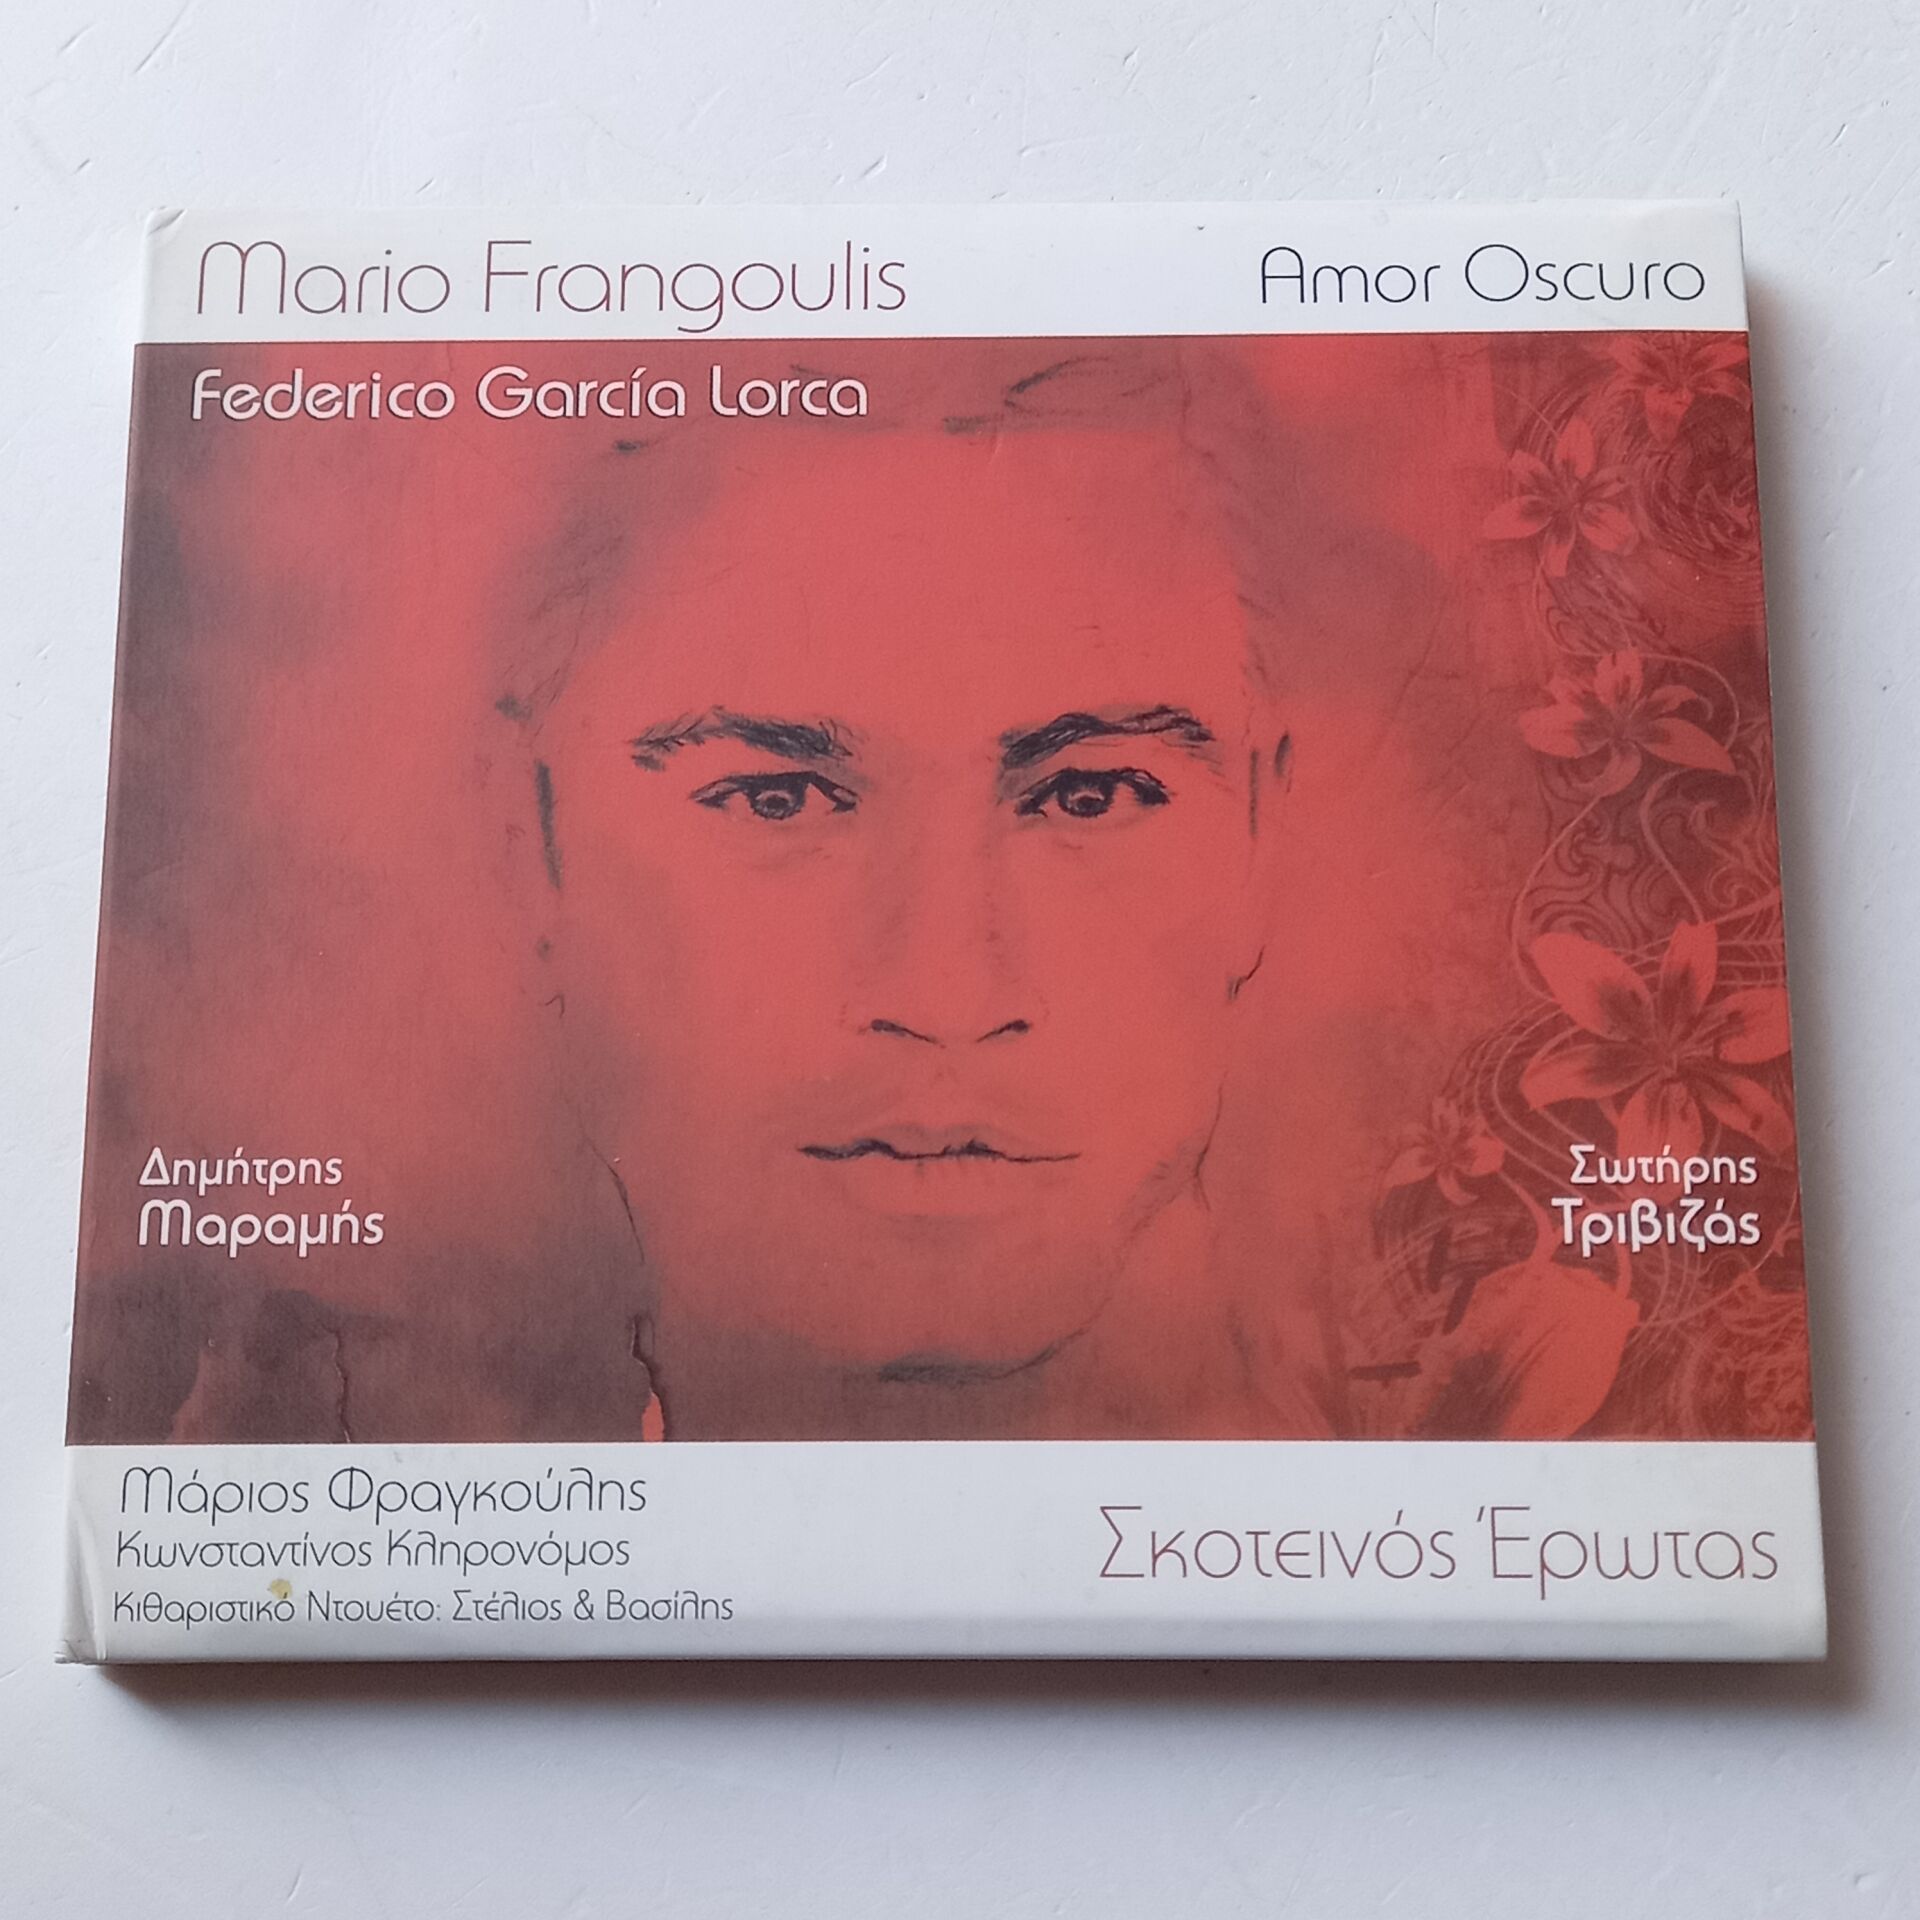 Mario Frangoulis
Amor Oscuro
Federico García Lorca
Δημήτρης
Μαραμής
Σωτήρης
Τριβιζάς
Μάριος Φραγκούλης
Κωνσταντίνος Κληρονόμος
Κιθαριστικό Ντουέτο: Στέλιος & Βασίλης
Σκοτεινός Έρωτας